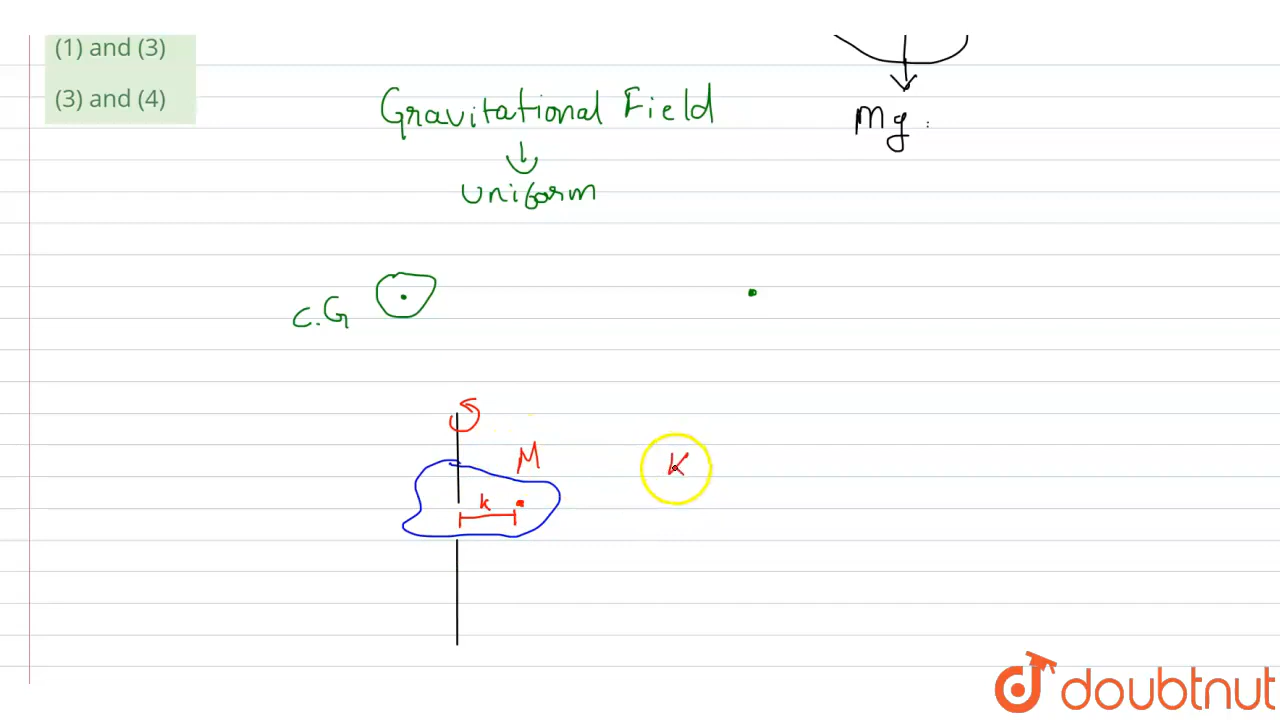 (1) and (3)
(3) and (4)
Gravitational Field
uniform
Mg
C.G
M
K
k
doubtnut